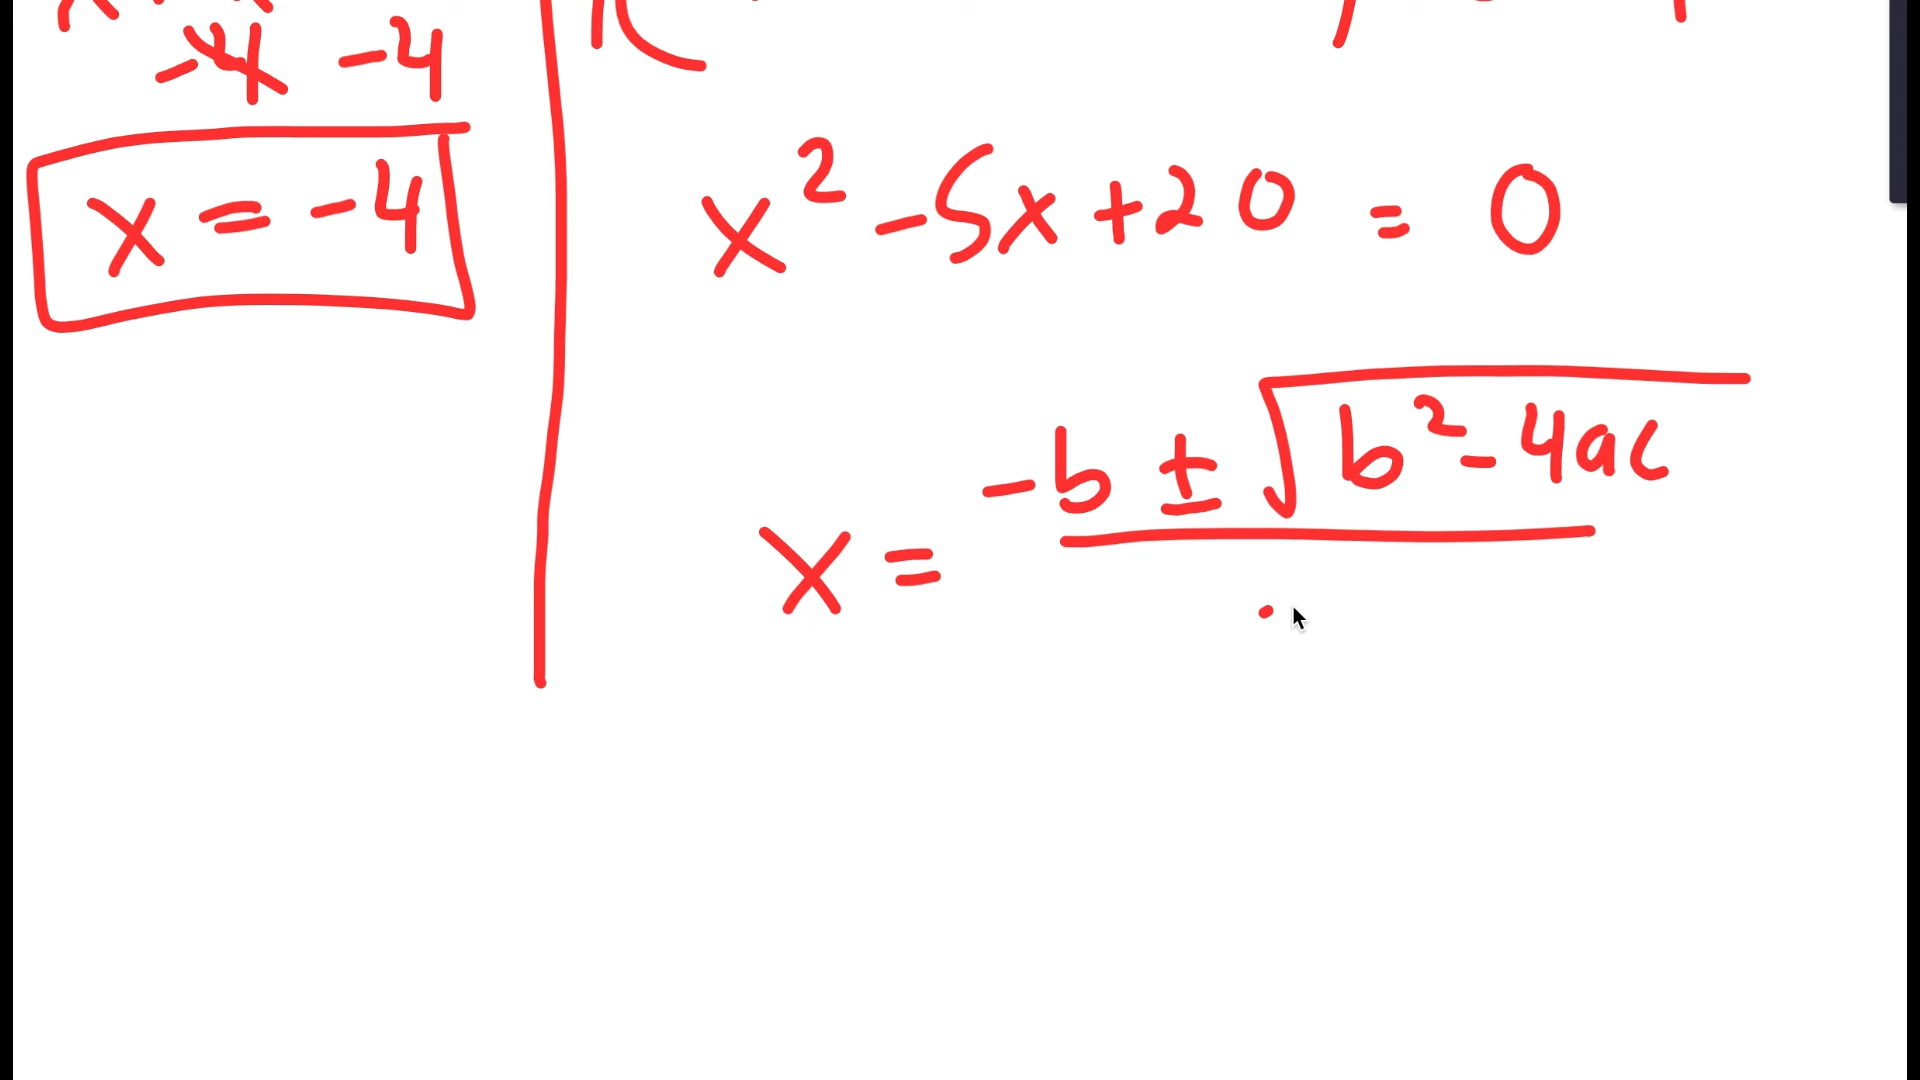 -4 -4
x = -4
x² - 5x + 20 = 0
x = -b ± √b² - 4ac